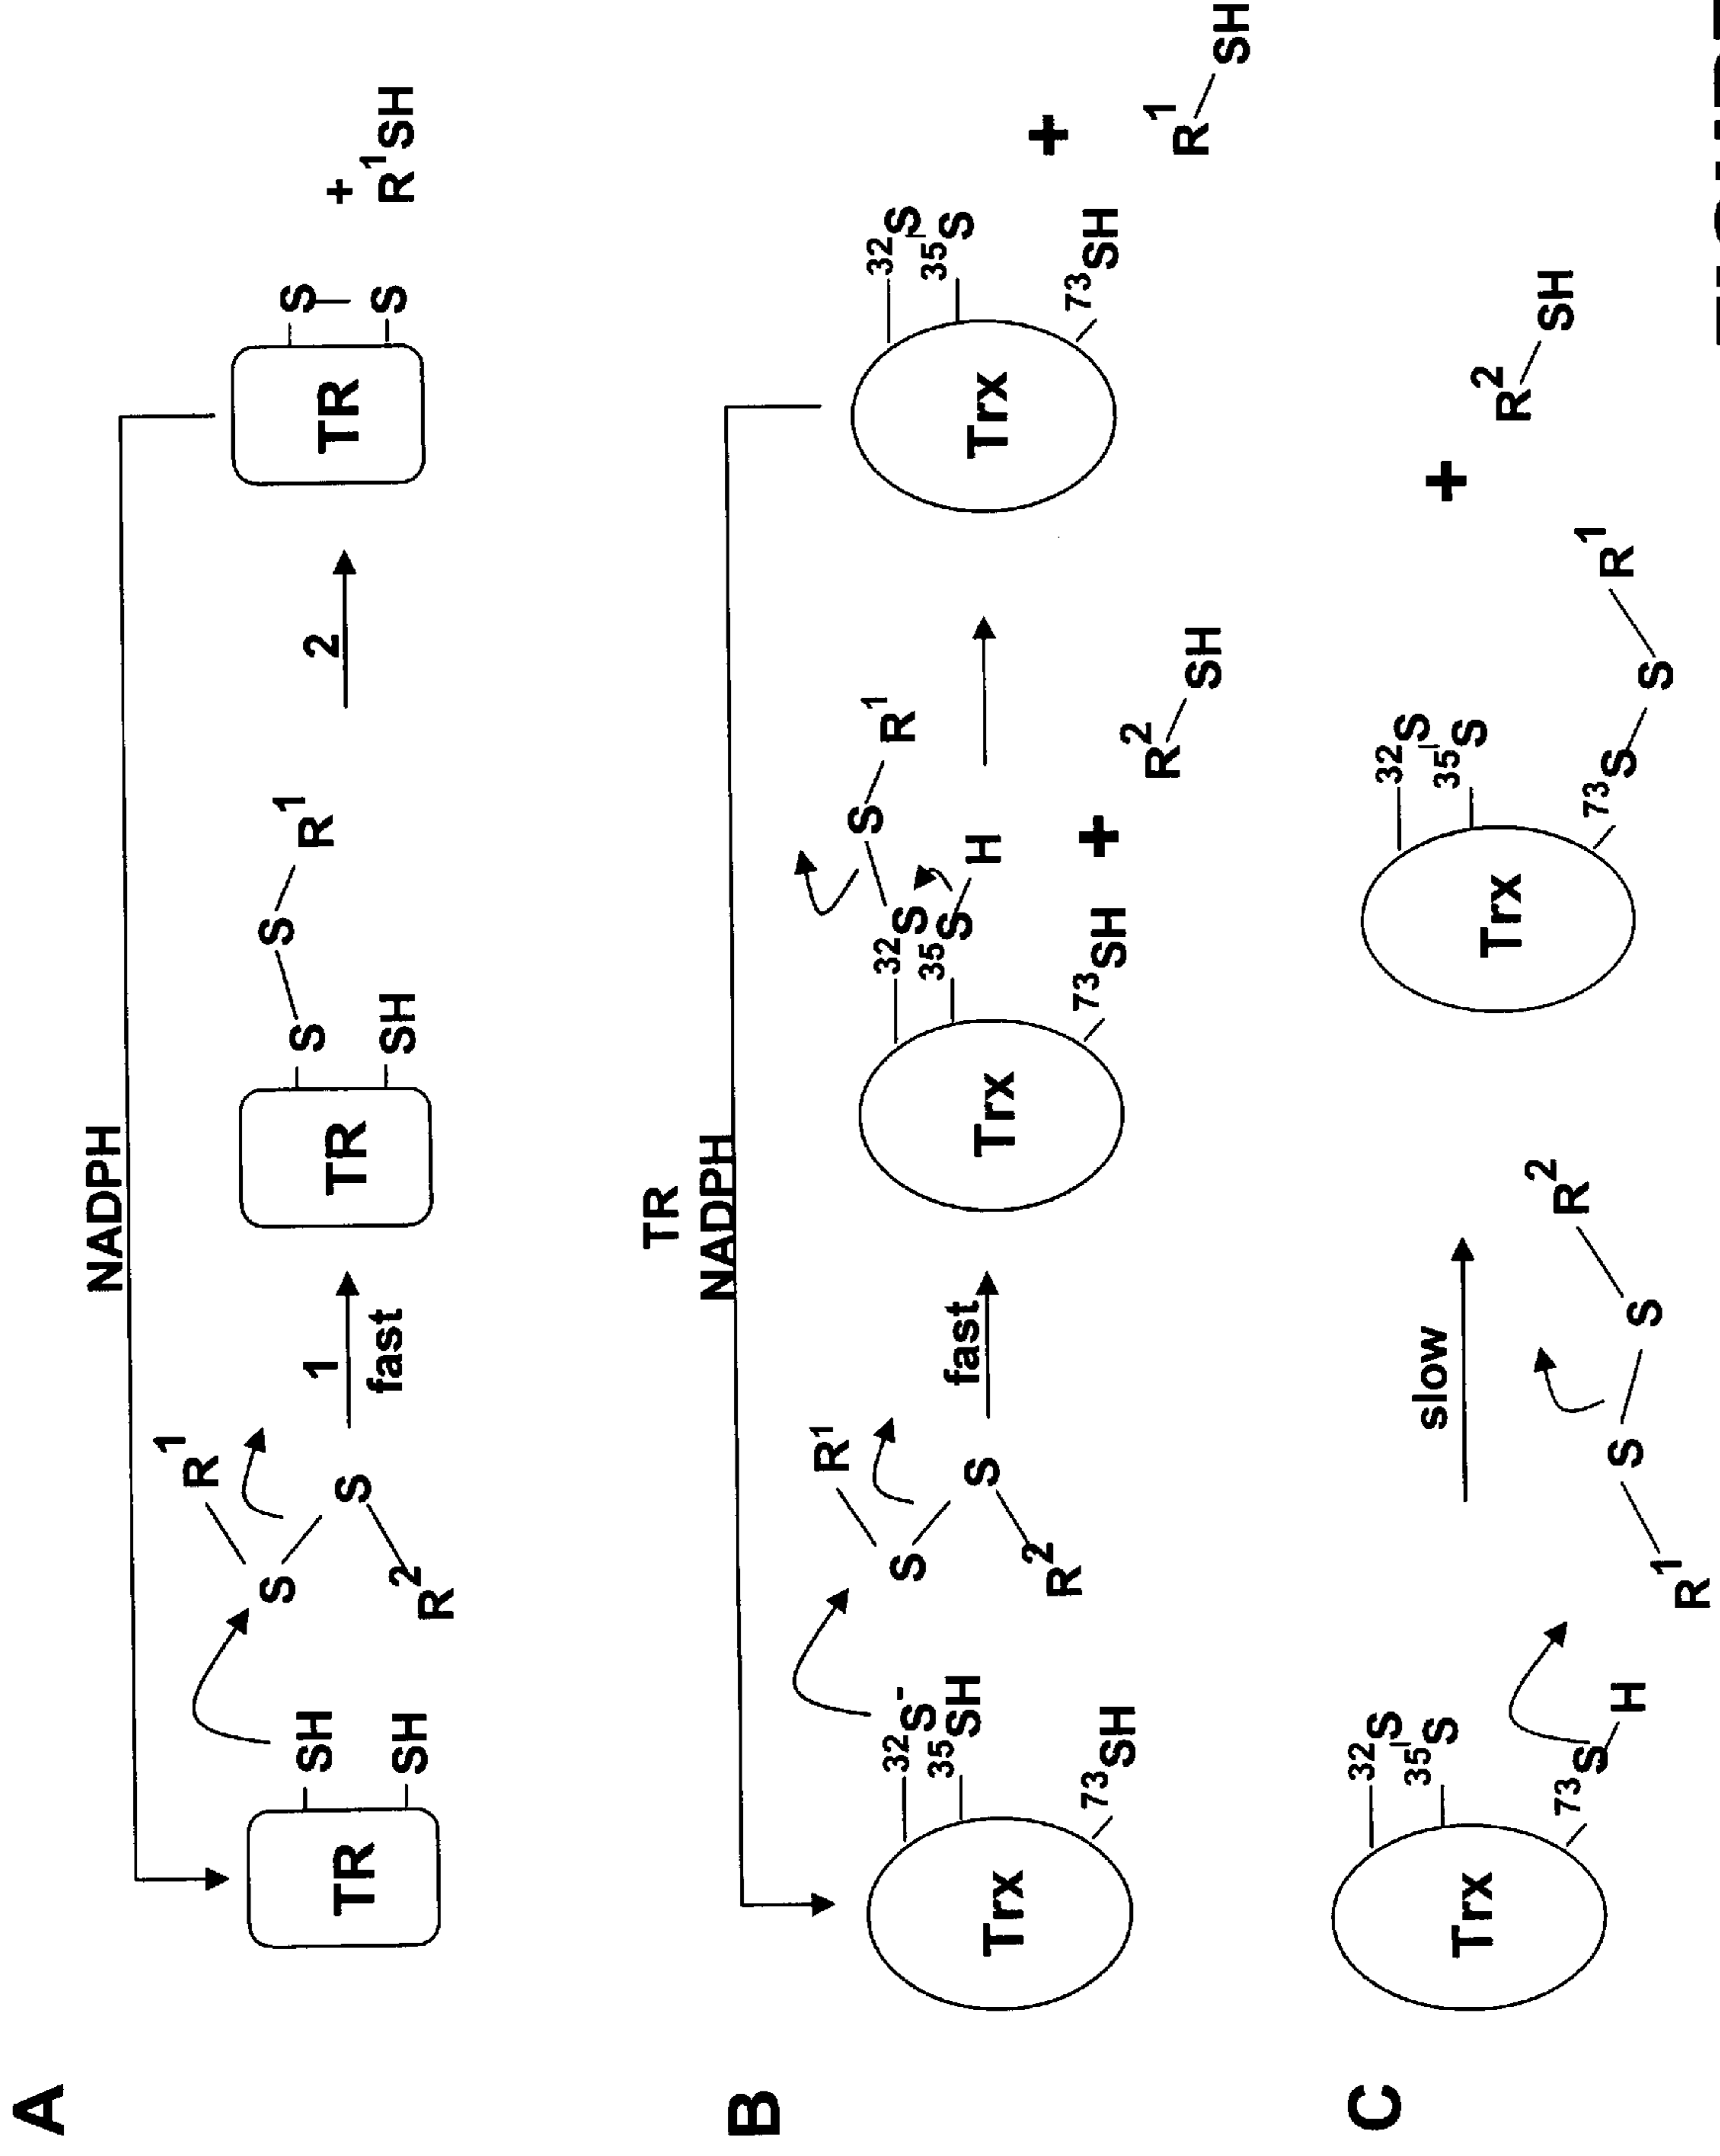 A
NADPH
TR
SH
SH
S
R1
S
R2
1
fast
TR
S
SH
S
R1
2
TR
S
S
+
R1SH
B
TR
NADPH
Trx
32S-
35SH
73SH
S
R1
S
R2
fast
Trx
32S
35S
H
73SH
S
R1
+
R2
SH
Trx
32S
35S
73SH
+
R1
SH
C
Trx
32S
35S
73S
H
R1
S
S
R2
slow
Trx
32S
35S
73S
S
R1
+
R2
SH